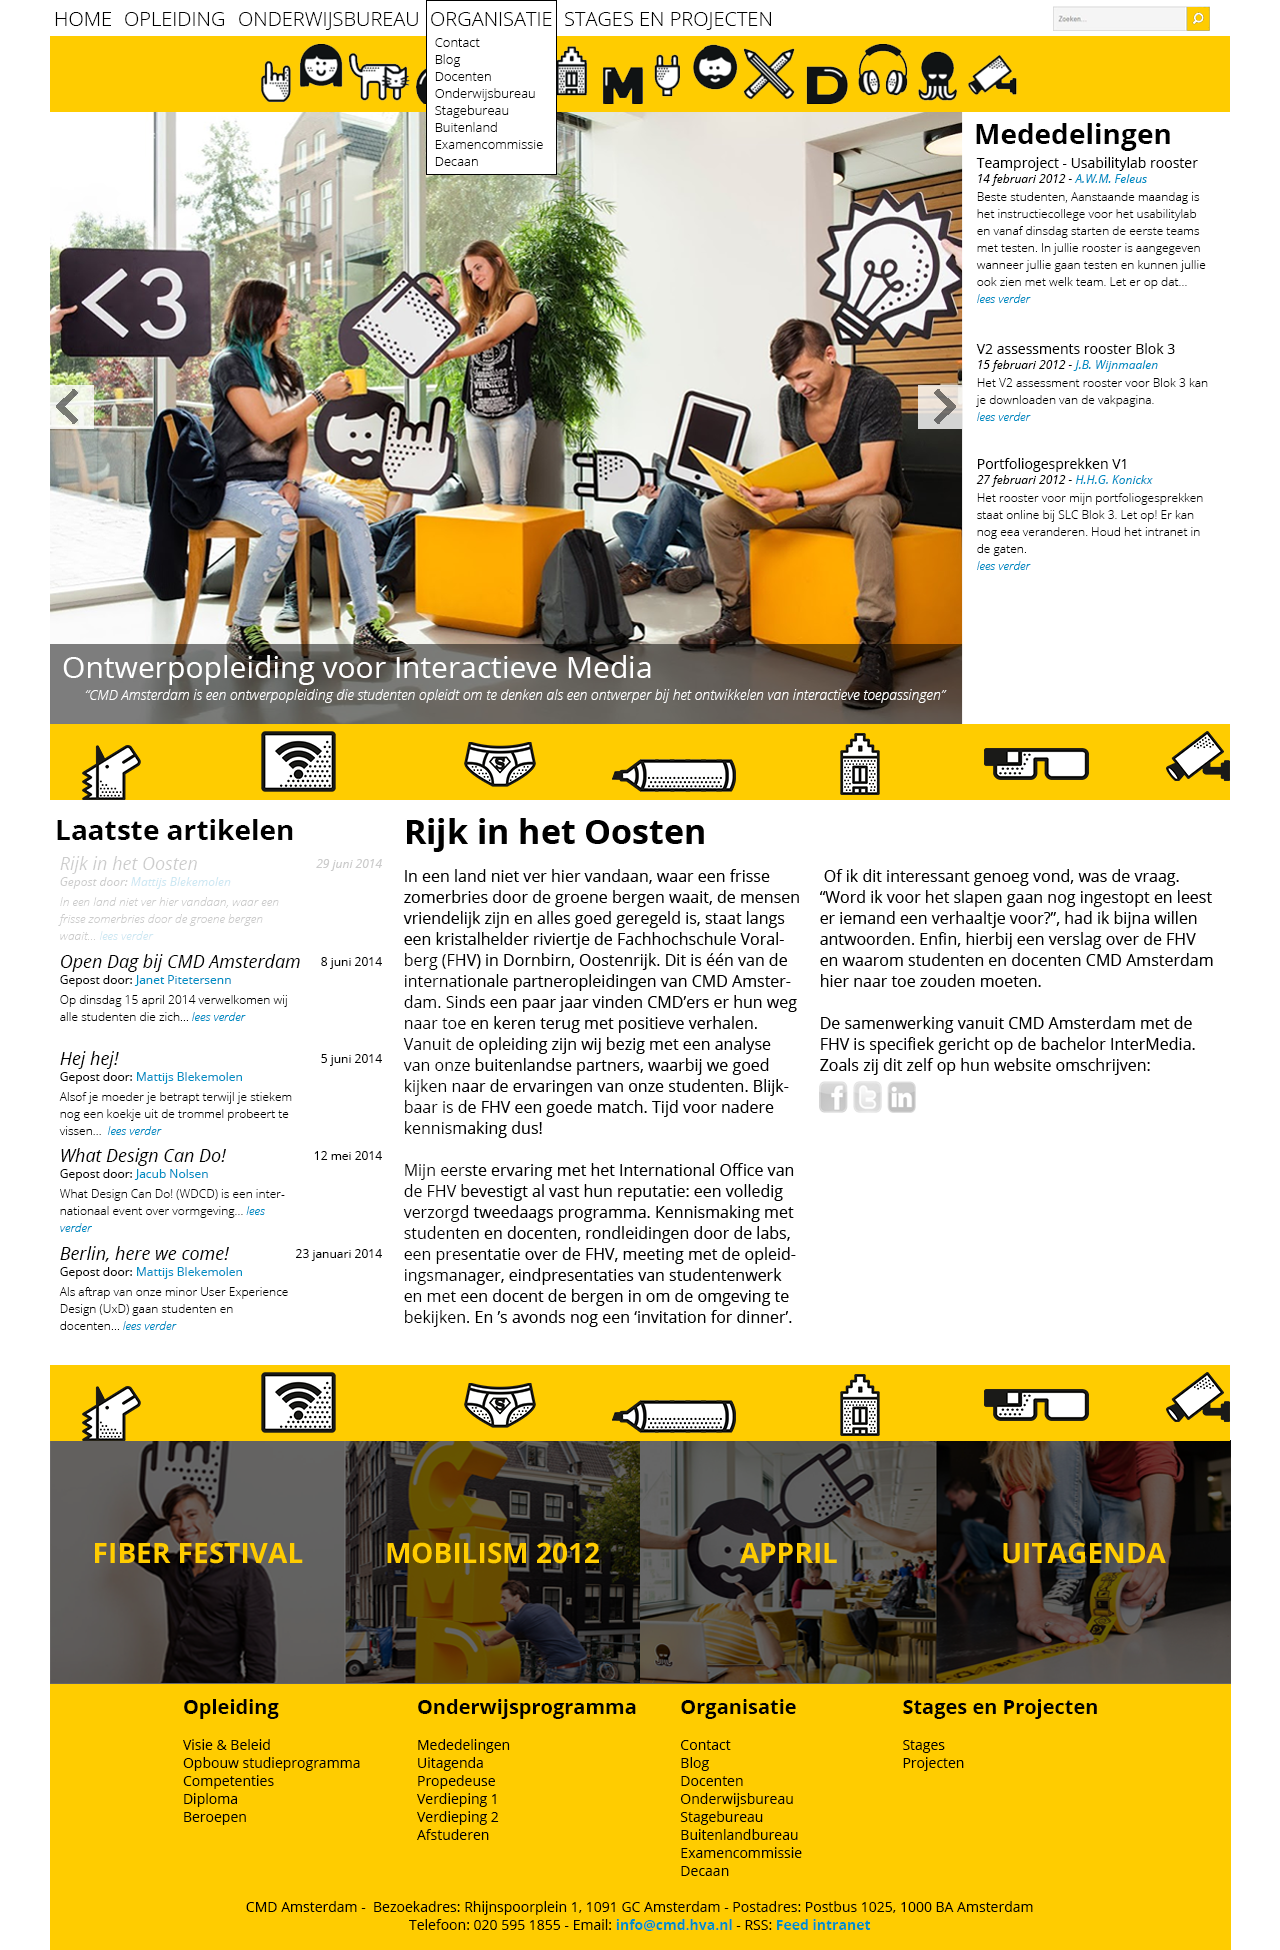 HOME OPLEIDING ONDERWIJSBUREAU ORGANISATIE STAGES EN PROJECTEN
Zoeken...
Contact
Blog
Docenten
Onderwijsbureau
Stagebureau
Buitenland
Examencommissie
Decaan
M D
<3
Ontwerpopleiding voor Interactieve Media
“CMD Amsterdam is een ontwerpopleiding die studenten opleidt om te denken als een ontwerper bij het ontwikkelen van interactieve toepassingen”
Mededelingen
Teamproject - Usabilitylab rooster
14 februari 2012 - A.W.M. Feleus
Beste studenten, Aanstaande maandag is
het instructiecollege voor het usabilitylab
en vanaf dinsdag starten de eerste teams
met testen. In jullie rooster is aangegeven
wanneer jullie gaan testen en kunnen jullie
ook zien met welk team. Let er op dat...
lees verder
V2 assessments rooster Blok 3
15 februari 2012 - J.B. Wijnmaalen
Het V2 assessment rooster voor Blok 3 kan
je downloaden van de vakpagina.
lees verder
Portfoliogesprekken V1
27 februari 2012 - H.H.G. Konickx
Het rooster voor mijn portfoliogesprekken
staat online bij SLC Blok 3. Let op! Er kan
nog eea veranderen. Houd het intranet in
de gaten.
lees verder
Laatste artikelen
Rijk in het Oosten 29 juni 2014
Gepost door: Mattijs Blekemolen
In een land niet ver hier vandaan, waar een
frisse zomerbries door de groene bergen
waait... lees verder
Open Dag bij CMD Amsterdam 8 juni 2014
Gepost door: Janet Pitetersenn
Op dinsdag 15 april 2014 verwelkomen wij
alle studenten die zich... lees verder
Hej hej! 5 juni 2014
Gepost door: Mattijs Blekemolen
Alsof je moeder je betrapt terwijl je stiekem
nog een koekje uit de trommel probeert te
vissen... lees verder
What Design Can Do! 12 mei 2014
Gepost door: Jacub Nolsen
What Design Can Do! (WDCD) is een inter-
nationaal event over vormgeving... lees
verder
Berlin, here we come! 23 januari 2014
Gepost door: Mattijs Blekemolen
Als aftrap van onze minor User Experience
Design (UxD) gaan studenten en
docenten... lees verder
Rijk in het Oosten
In een land niet ver hier vandaan, waar een frisse
zomerbries door de groene bergen waait, de mensen
vriendelijk zijn en alles goed geregeld is, staat langs
een kristalhelder riviertje de Fachhochschule Voral-
berg (FHV) in Dornbirn, Oostenrijk. Dit is één van de
internationale partneropleidingen van CMD Amster-
dam. Sinds een paar jaar vinden CMD’ers er hun weg
naar toe en keren terug met positieve verhalen.
Vanuit de opleiding zijn wij bezig met een analyse
van onze buitenlandse partners, waarbij we goed
kijken naar de ervaringen van onze studenten. Blijk-
baar is de FHV een goede match. Tijd voor nadere
kennismaking dus!
Mijn eerste ervaring met het International Office van
de FHV bevestigt al vast hun reputatie: een volledig
verzorgd tweedaags programma. Kennismaking met
studenten en docenten, rondleidingen door de labs,
een presentatie over de FHV, meeting met de opleid-
ingsmanager, eindpresentaties van studentenwerk
en met een docent de bergen in om de omgeving te
bekijken. En ’s avonds nog een ‘invitation for dinner’.
Of ik dit interessant genoeg vond, was de vraag.
“Word ik voor het slapen gaan nog ingestopt en leest
er iemand een verhaaltje voor?”, had ik bijna willen
antwoorden. Enfin, hierbij een verslag over de FHV
en waarom studenten en docenten CMD Amsterdam
hier naar toe zouden moeten.
De samenwerking vanuit CMD Amsterdam met de
FHV is specifiek gericht op de bachelor InterMedia.
Zoals zij dit zelf op hun website omschrijven:
FIBER FESTIVAL
MOBILISM 2012
APPRIL
UITAGENDA
Opleiding
Visie & Beleid
Opbouw studieprogramma
Competenties
Diploma
Beroepen
Onderwijsprogramma
Mededelingen
Uitagenda
Propedeuse
Verdieping 1
Verdieping 2
Afstuderen
Organisatie
Contact
Blog
Docenten
Onderwijsbureau
Stagebureau
Buitenlandbureau
Examencommissie
Decaan
Stages en Projecten
Stages
Projecten
CMD Amsterdam - Bezoekadres: Rhijnspoorplein 1, 1091 GC Amsterdam - Postadres: Postbus 1025, 1000 BA Amsterdam
Telefoon: 020 595 1855 - Email: info@cmd.hva.nl - RSS: Feed intranet